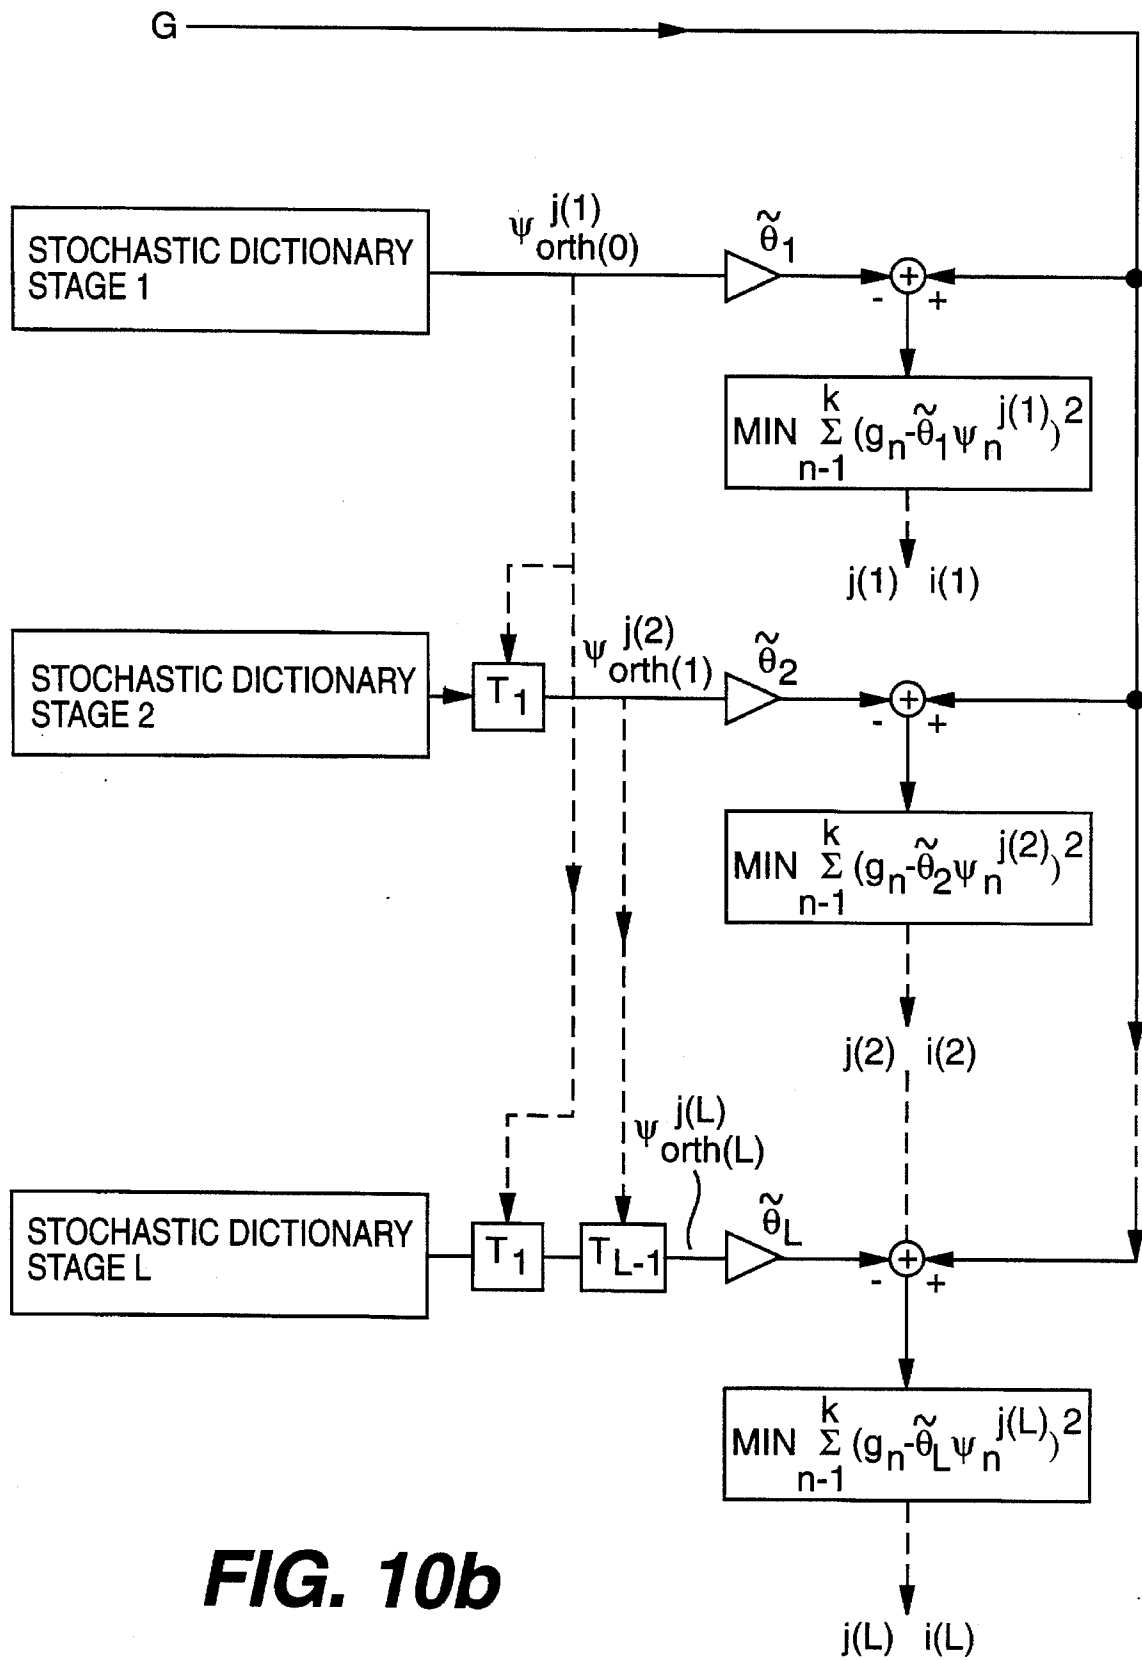 G
ψ orth(0) j(1)
θ̃1
STOCHASTIC DICTIONARY
STAGE 1
+
- +
MIN Σ k n-1 (gn-θ̃1ψn j(1))2
j(1) i(1)
ψ orth(1) j(2)
θ̃2
STOCHASTIC DICTIONARY
STAGE 2
T1
+
- +
MIN Σ k n-1 (gn-θ̃2ψn j(2))2
j(2) i(2)
ψ orth(L) j(L)
θ̃L
STOCHASTIC DICTIONARY
STAGE L
T1
TL-1
+
- +
MIN Σ k n-1 (gn-θ̃Lψn j(L))2
FIG. 10b
j(L) i(L)